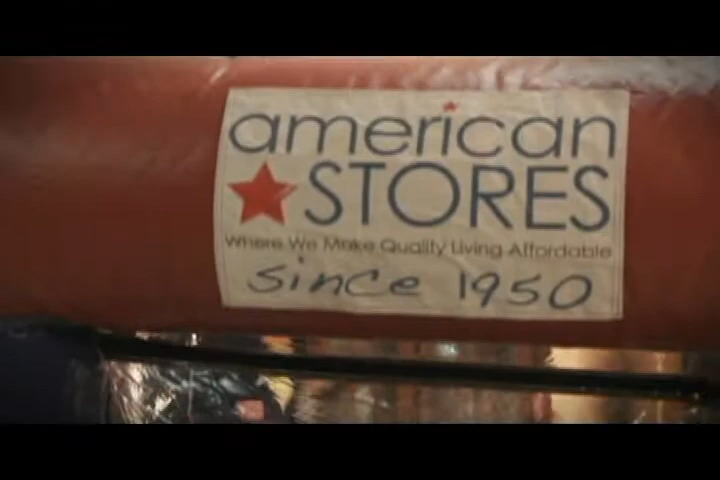 american
STORES
Where We Make Quality Living Affordable
since 1950